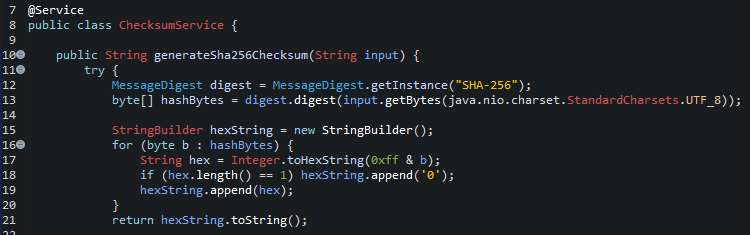 7 @Service
8 public class ChecksumService {
9
10 public String generateSha256Checksum(String input) {
11 try {
12 MessageDigest digest = MessageDigest.getInstance("SHA-256");
13 byte[] hashBytes = digest.digest(input.getBytes(java.nio.charset.StandardCharsets.UTF_8));
14
15 StringBuilder hexString = new StringBuilder();
16 for (byte b : hashBytes) {
17 String hex = Integer.toHexString(0xff & b);
18 if (hex.length() == 1) hexString.append('0');
19 hexString.append(hex);
20 }
21 return hexString.toString();